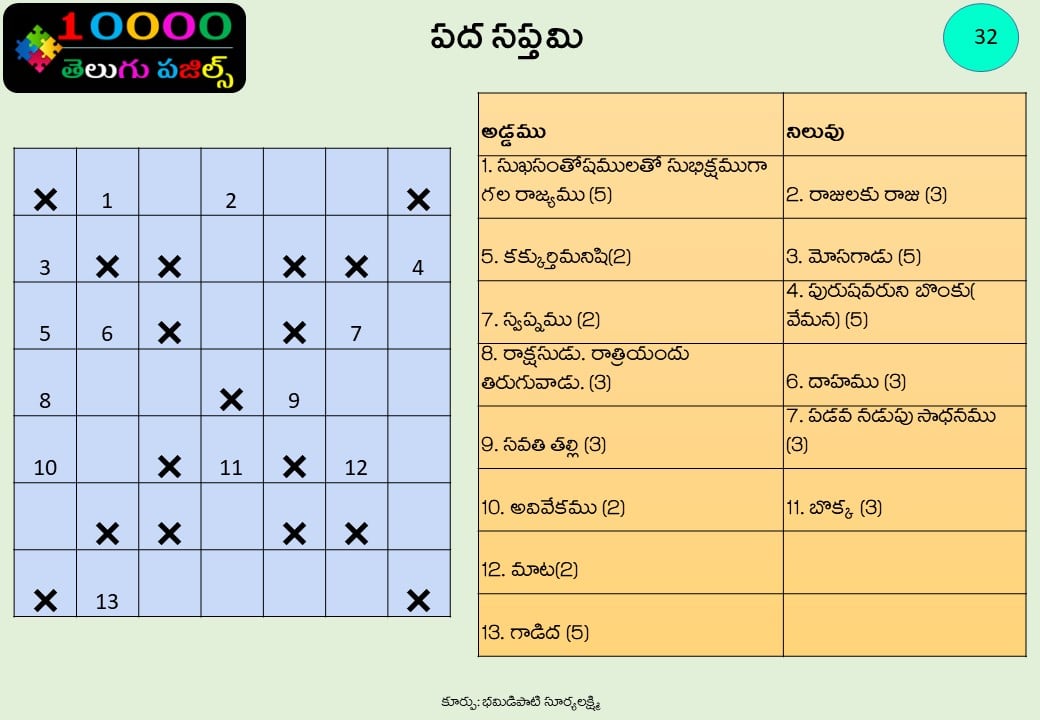 10000
తెలుగు పజిల్స్
పద సప్తమి
32
1 2
3 4
5 6 7
8 9
10 11 12
13
అడ్డము
నిలువు
1. సుఖసంతోషములతో సుభిక్షముగా
గల రాజ్యము (5)
2. రాజులకు రాజు (3)
5. కక్కుర్తిమనిషి(2)
3. మోసగాడు (5)
7. స్వప్నము (2)
4. పురుషవరుని బొంకు(
వేమన) (5)
8. రాక్షసుడు. రాత్రియందు
తిరుగువాడు. (3)
6. దాహము (3)
9. సవతి తల్లి (3)
7. పడవ నడుపు సాధనము
(3)
10. అవివేకము (2)
11. బొక్క (3)
12. మాట(2)
13. గాడిద (5)
కూర్పు: భమిడిపాటి సూర్యలక్ష్మి